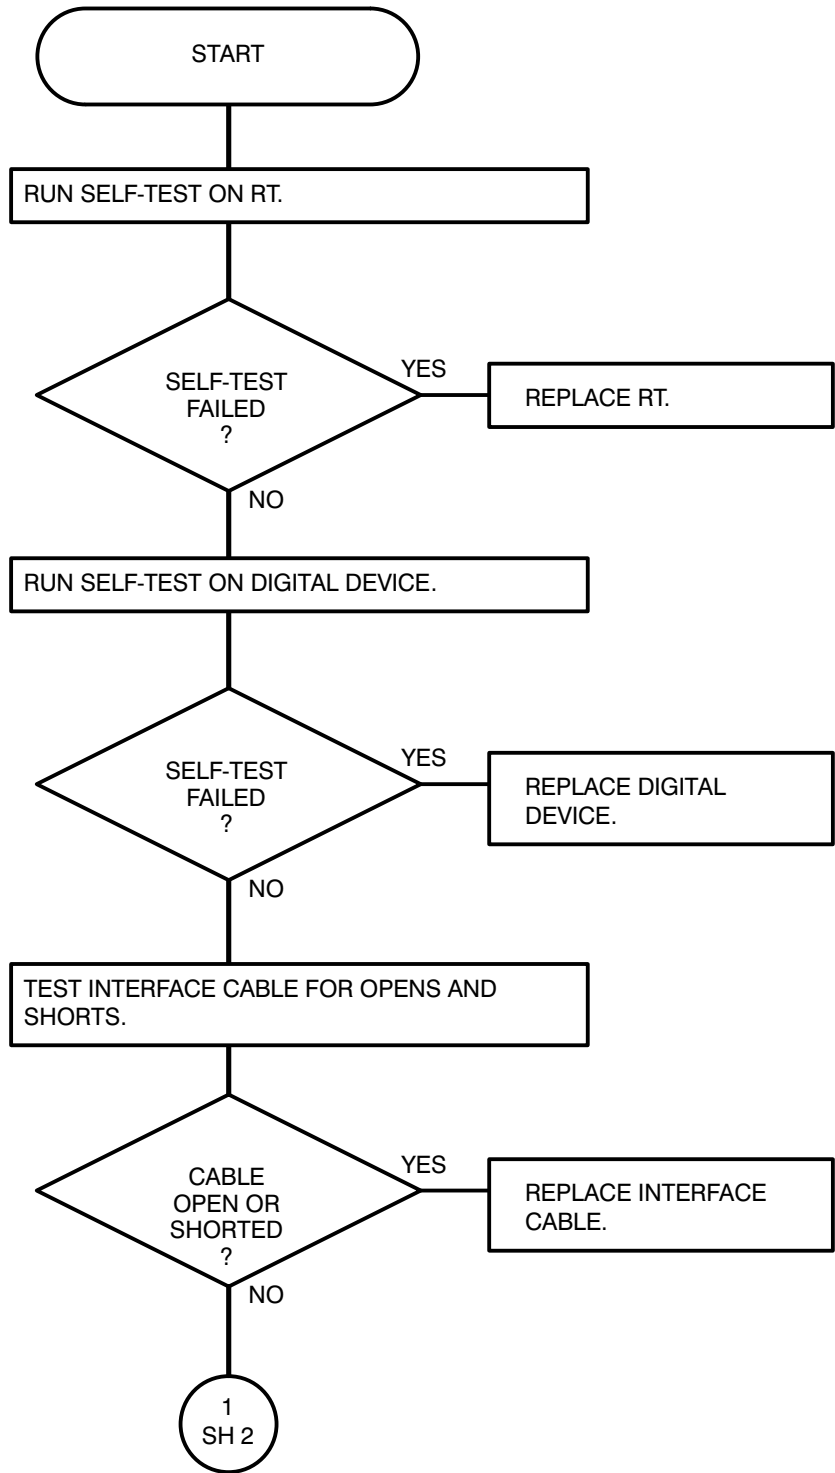 START
RUN SELF-TEST ON RT.
SELF-TEST
FAILED
?
YES
REPLACE RT.
NO
RUN SELF-TEST ON DIGITAL DEVICE.
SELF-TEST
FAILED
?
YES
REPLACE DIGITAL
DEVICE.
NO
TEST INTERFACE CABLE FOR OPENS AND
SHORTS.
CABLE
OPEN OR
SHORTED
?
YES
REPLACE INTERFACE
CABLE.
NO
1
SH 2